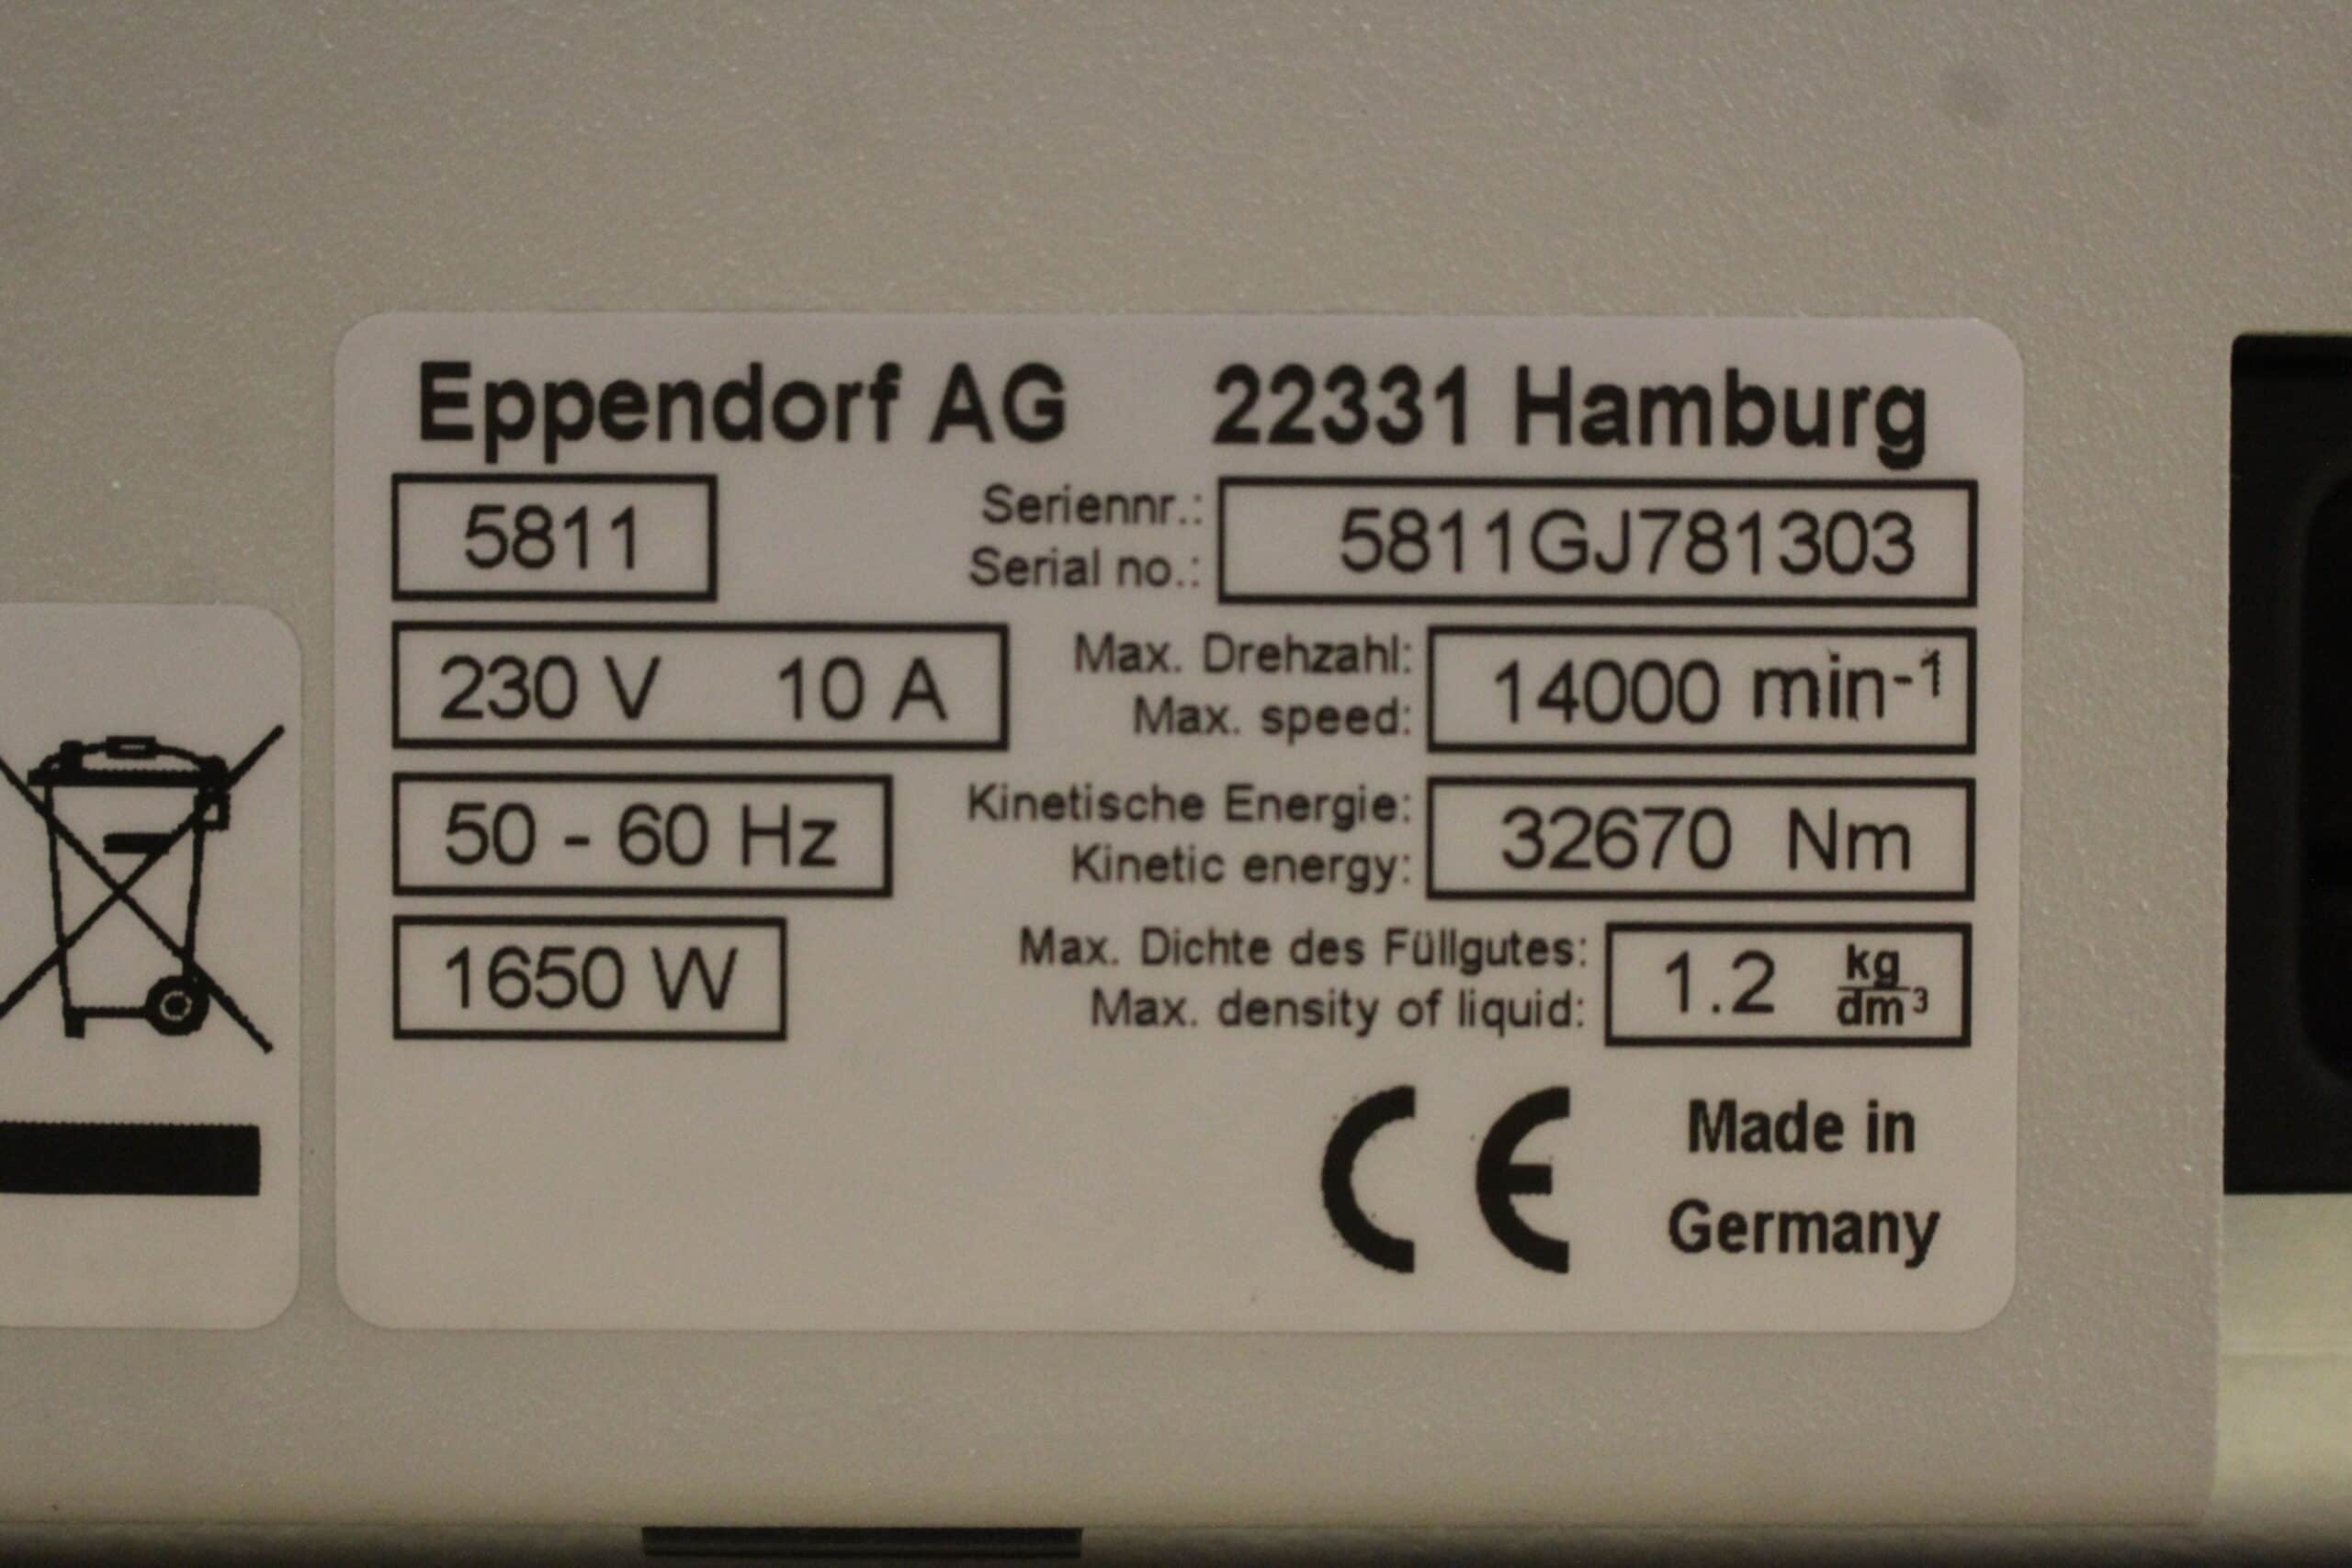 Eppendorf AG 22331 Hamburg
5811
Seriennr.:
Serial no.:
5811GJ781303
230 V 10 A
Max. Drehzahl:
Max. speed:
14000 min-1
50 - 60 Hz
Kinetische Energie:
Kinetic energy:
32670 Nm
1650 W
Max. Dichte des Füllgutes:
Max. density of liquid:
1.2 kg/dm³
CE
Made in
Germany